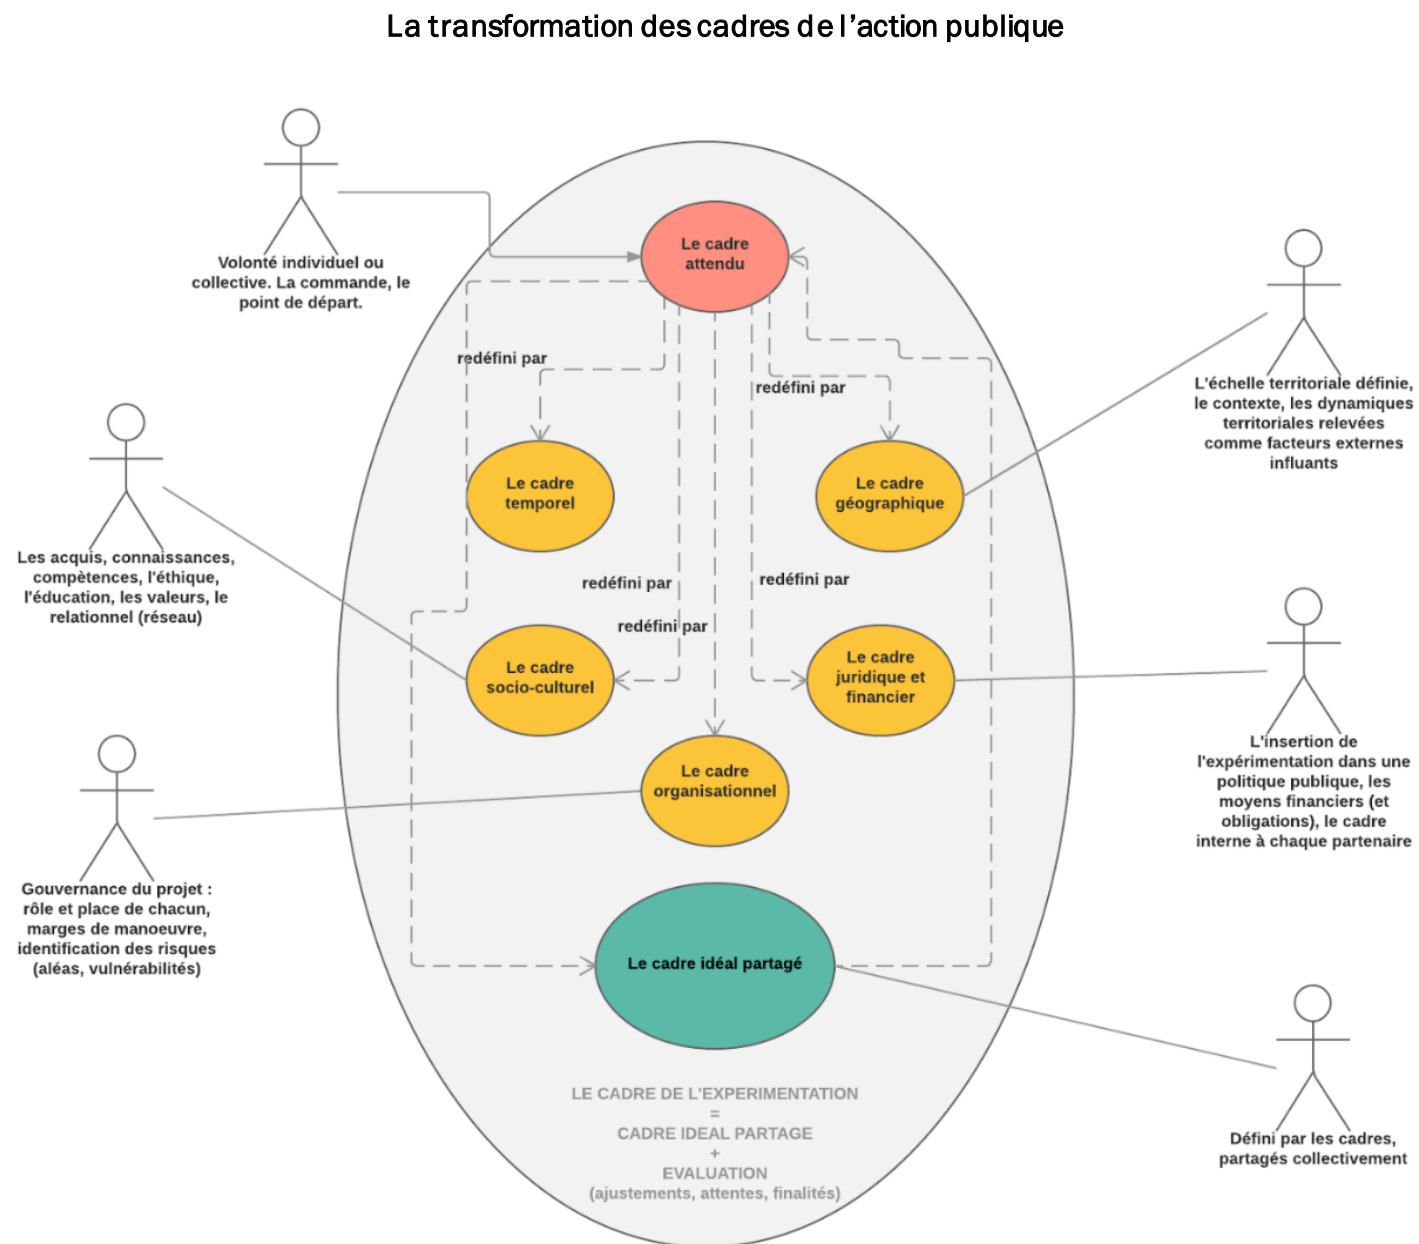 La transformation des cadres de l'action publique
Volonté individuel ou
collective. La commande, le
point de départ.
Le cadre
attendu
L'échelle territoriale définie,
le contexte, les dynamiques
territoriales relevées
comme facteurs externes
influants
redéfini par
redéfini par
Le cadre
temporel
Le cadre
géographique
Les acquis, connaissances,
compètences, l'éthique,
l'éducation, les valeurs, le
relationnel (réseau)
redéfini par
redéfini par
redéfini par
Le cadre
socio-culturel
Le cadre
juridique et
financier
L'insertion de
l'expérimentation dans une
politique publique, les
moyens financiers (et
obligations), le cadre
interne à chaque partenaire
Le cadre
organisationnel
Gouvernance du projet :
rôle et place de chacun,
marges de manoeuvre,
identification des risques
(aléas, vulnérabilités)
Le cadre idéal partagé
Défini par les cadres,
partagés collectivement
LE CADRE DE L'EXPERIMENTATION
=
CADRE IDEAL PARTAGE
+
EVALUATION
(ajustements, attentes, finalités)